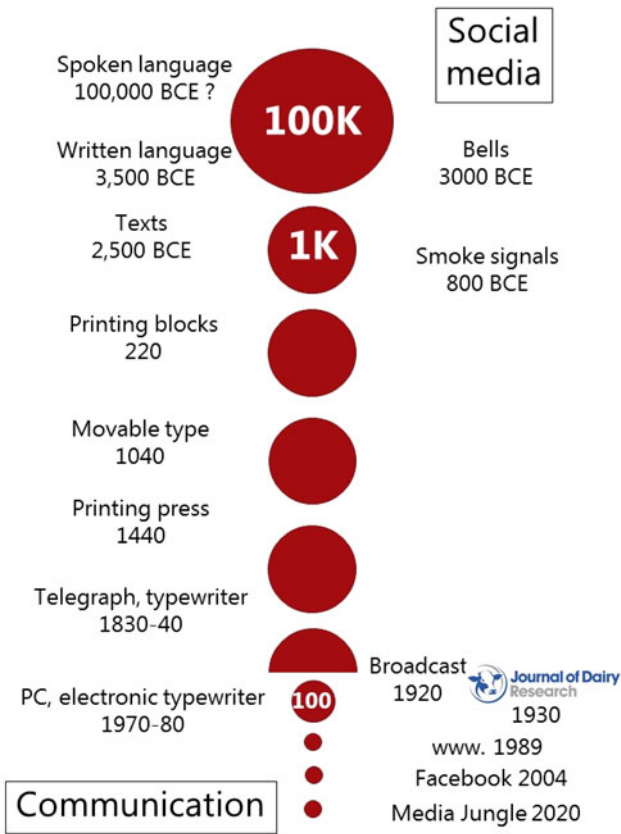 Social
media
Spoken language
100,000 BCE ?
100K
Written language
3,500 BCE
Bells
3000 BCE
Texts
2,500 BCE
1K
Smoke signals
800 BCE
Printing blocks
220
Movable type
1040
Printing press
1440
Telegraph, typewriter
1830-40
Broadcast
1920
Journal of Dairy
Research
1930
PC, electronic typewriter
1970-80
100
www. 1989
Facebook 2004
Media Jungle 2020
Communication